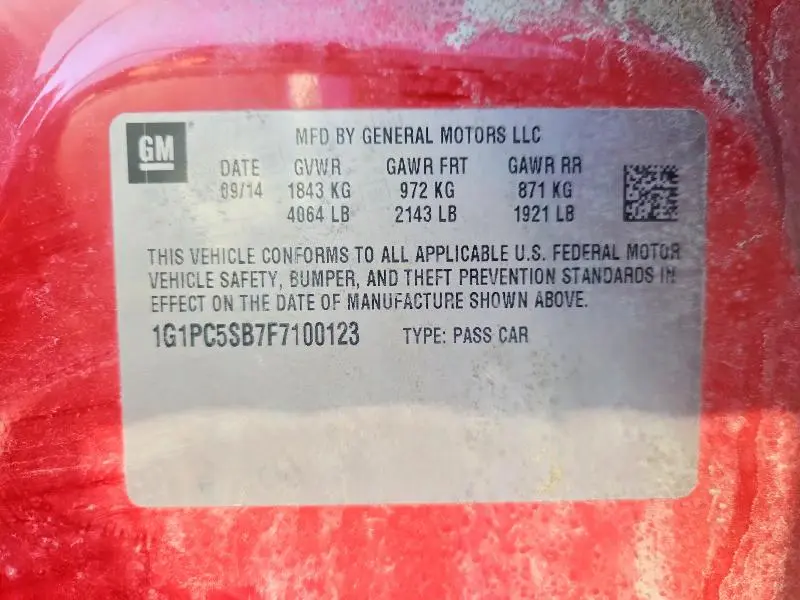 GM
MFD BY GENERAL MOTORS LLC
DATE GVWR GAWR FRT GAWR RR
09/14 1843 KG 972 KG 871 KG
4064 LB 2143 LB 1921 LB
THIS VEHICLE CONFORMS TO ALL APPLICABLE U.S. FEDERAL MOTOR
VEHICLE SAFETY, BUMPER, AND THEFT PREVENTION STANDARDS IN
EFFECT ON THE DATE OF MANUFACTURE SHOWN ABOVE.
1G1PC5SB7F7100123 TYPE: PASS CAR